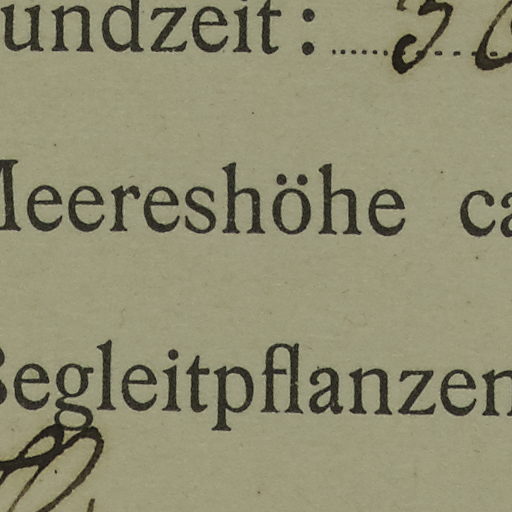 undzeit:
Meereshöhe ca
Begleitpflanzen